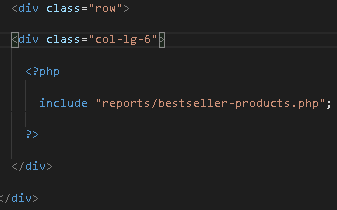 <div class="row">
<div class="col-lg-6">
<?php
include "reports/bestseller-products.php";
?>
</div>
</div>